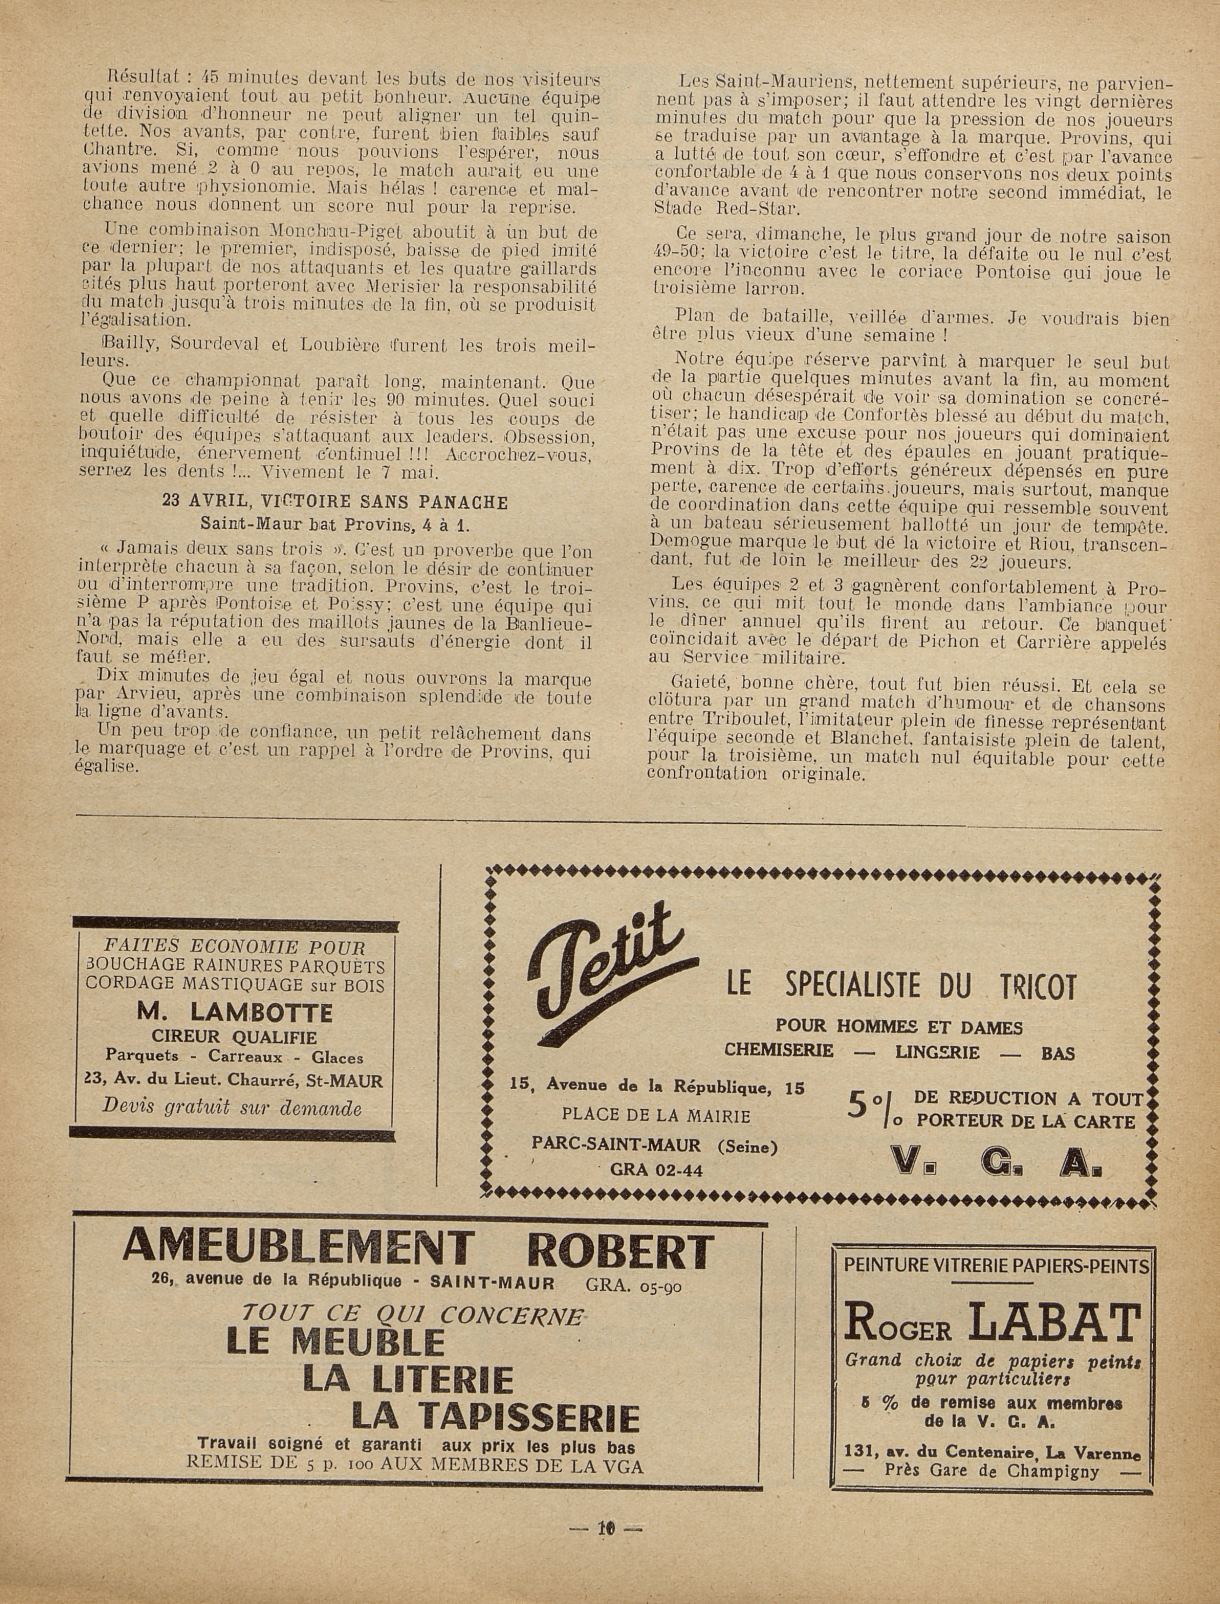 Résultat : 45 minutes devant les buts de nos visiteurs
qui renvoyaient tout au petit bonheur. Aucune équipe
de division d'honneur ne peut aligner un tel quin-
tette. Nos avants, par contre, furent bien faibles sauf
Chantre. Si, comme nous pouvions l'espérer, nous
avions mené 2 à 0 au repos, le match aurait eu une
toute autre physionomie. Mais hélas ! carence et mal-
chance nous donnent un score nul pour la reprise.
Une combinaison Monchau-Piget aboutit à un but de
ce dernier; le premier, indisposé, baisse de pied imité
par la plupart de nos attaquants et les quatre gaillards
cités plus haut porteront avec Merisier la responsabilité
du match jusqu'à trois minutes de la fin, où se produisit
l'égalisation.
Bailly, Sourdeval et Loubière furent les trois meil-
leurs.
Que ce championnat paraît long, maintenant. Que
nous avons de peine à tenir les 90 minutes. Quel souci
et quelle difficulté de résister à tous les coups de
boutoir des équipes s'attaquant aux leaders. Obsession,
inquiétude, énervement continuel !!! Accrochez-vous,
serrez les dents !... Vivement le 7 mai.
23 AVRIL, VICTOIRE SANS PANACHE
Saint-Maur bat Provins, 4 à 1.
« Jamais deux sans trois ». C'est un proverbe que l'on
interprète chacun à sa façon, selon le désir de continuer
ou d'interrompre une tradition. Provins, c'est le troi-
sième P après Pontoise et Poissy; c'est une équipe qui
n'a pas la réputation des maillots jaunes de la Banlieue-
Nord, mais elle a eu des sursauts d'énergie dont il
faut se méfier.
Dix minutes de jeu égal et nous ouvrons la marque
par Arvieu, après une combinaison splendide de toute
la ligne d'avants.
Un peu trop de confiance, un petit relâchement dans
le marquage et c'est un rappel à l'ordre de Provins, qui
égalise.
Les Saint-Mauriens, nettement supérieurs, ne parvien-
nent pas à s'imposer; il faut attendre les vingt dernières
minutes du match pour que la pression de nos joueurs
se traduise par un avantage à la marque. Provins, qui
a lutté de tout son cœur, s'effondre et c'est par l'avance
confortable de 4 à 1 que nous conservons nos deux points
d'avance avant de rencontrer notre second immédiat, le
Stade Red-Star.
Ce sera, dimanche, le plus grand jour de notre saison
49-50; la victoire c'est le titre, la défaite ou le nul c'est
encore l'inconnu avec le coriace Pontoise qui joue le
troisième larron.
Plan de bataille, veillée d'armes. Je voudrais bien
être plus vieux d'une semaine !
Notre équipe réserve parvint à marquer le seul but
de la partie quelques minutes avant la fin, au moment
où chacun désespérait de voir sa domination se concré-
tiser; le handicap de Confortès blessé au début du match,
n'était pas une excuse pour nos joueurs qui dominaient
Provins de la tête et des épaules en jouant pratique-
ment à dix. Trop d'efforts généreux dépensés en pure
perte, carence de certains joueurs, mais surtout, manque
de coordination dans cette équipe qui ressemble souvent
à un bateau sérieusement ballotté un jour de tempête.
Demogue marque le but de la victoire et Riou, transcen-
dant, fut de loin le meilleur des 22 joueurs.
Les équipes 2 et 3 gagnèrent confortablement à Pro-
vins, ce qui mit tout le monde dans l'ambiance pour
le dîner annuel qu'ils firent au retour. Ce banquet
coïncidait avec le départ de Pichon et Carrière appelés
au Service militaire.
Gaieté, bonne chère, tout fut bien réussi. Et cela se
clôtura par un grand match d'humour et de chansons
entre Triboulet, l'imitateur plein de finesse représentant
l'équipe seconde et Blanchet, fantaisiste plein de talent,
pour la troisième, un match nul équitable pour cette
confrontation originale.
FAITES ECONOMIE POUR
BOUCHAGE RAINURES PARQUETS
CORDAGE MASTIQUAGE sur BOIS
M. LAMBOTTE
CIREUR QUALIFIE
Parquets - Carreaux - Glaces
23, Av. du Lieut. Chaurré, St-MAUR
Devis gratuit sur demande
Petit
LE SPECIALISTE DU TRICOT
POUR HOMMES ET DAMES
CHEMISERIE — LINGERIE — BAS
15, Avenue de la République, 15
PLACE DE LA MAIRIE
PARC-SAINT-MAUR (Seine)
GRA 02-44
5 % DE REDUCTION A TOUT
PORTEUR DE LA CARTE
V. G. A.
AMEUBLEMENT ROBERT
26, avenue de la République - SAINT-MAUR GRA. 05-90
TOUT CE QUI CONCERNE
LE MEUBLE
LA LITERIE
LA TAPISSERIE
Travail soigné et garanti aux prix les plus bas
REMISE DE 5 p. 100 AUX MEMBRES DE LA VGA
PEINTURE VITRERIE PAPIERS-PEINTS
ROGER LABAT
Grand choix de papiers peints
pour particuliers
5 % de remise aux membres
de la V. G. A.
131, av. du Centenaire, La Varenne
— Près Gare de Champigny —
— 10 —